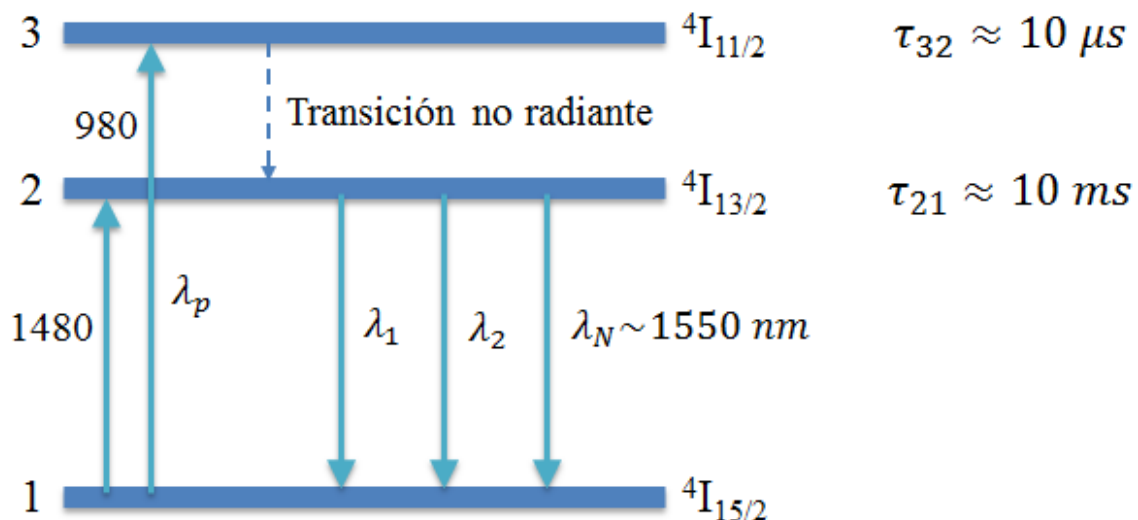 3 ⁴I₁₁/₂ τ₃₂ ≈ 10 μs
980 Transición no radiante
2 ⁴I₁₃/₂ τ₂₁ ≈ 10 ms
1480 λₚ λ₁ λ₂ λ_N~1550 nm
1 ⁴I₁₅/₂